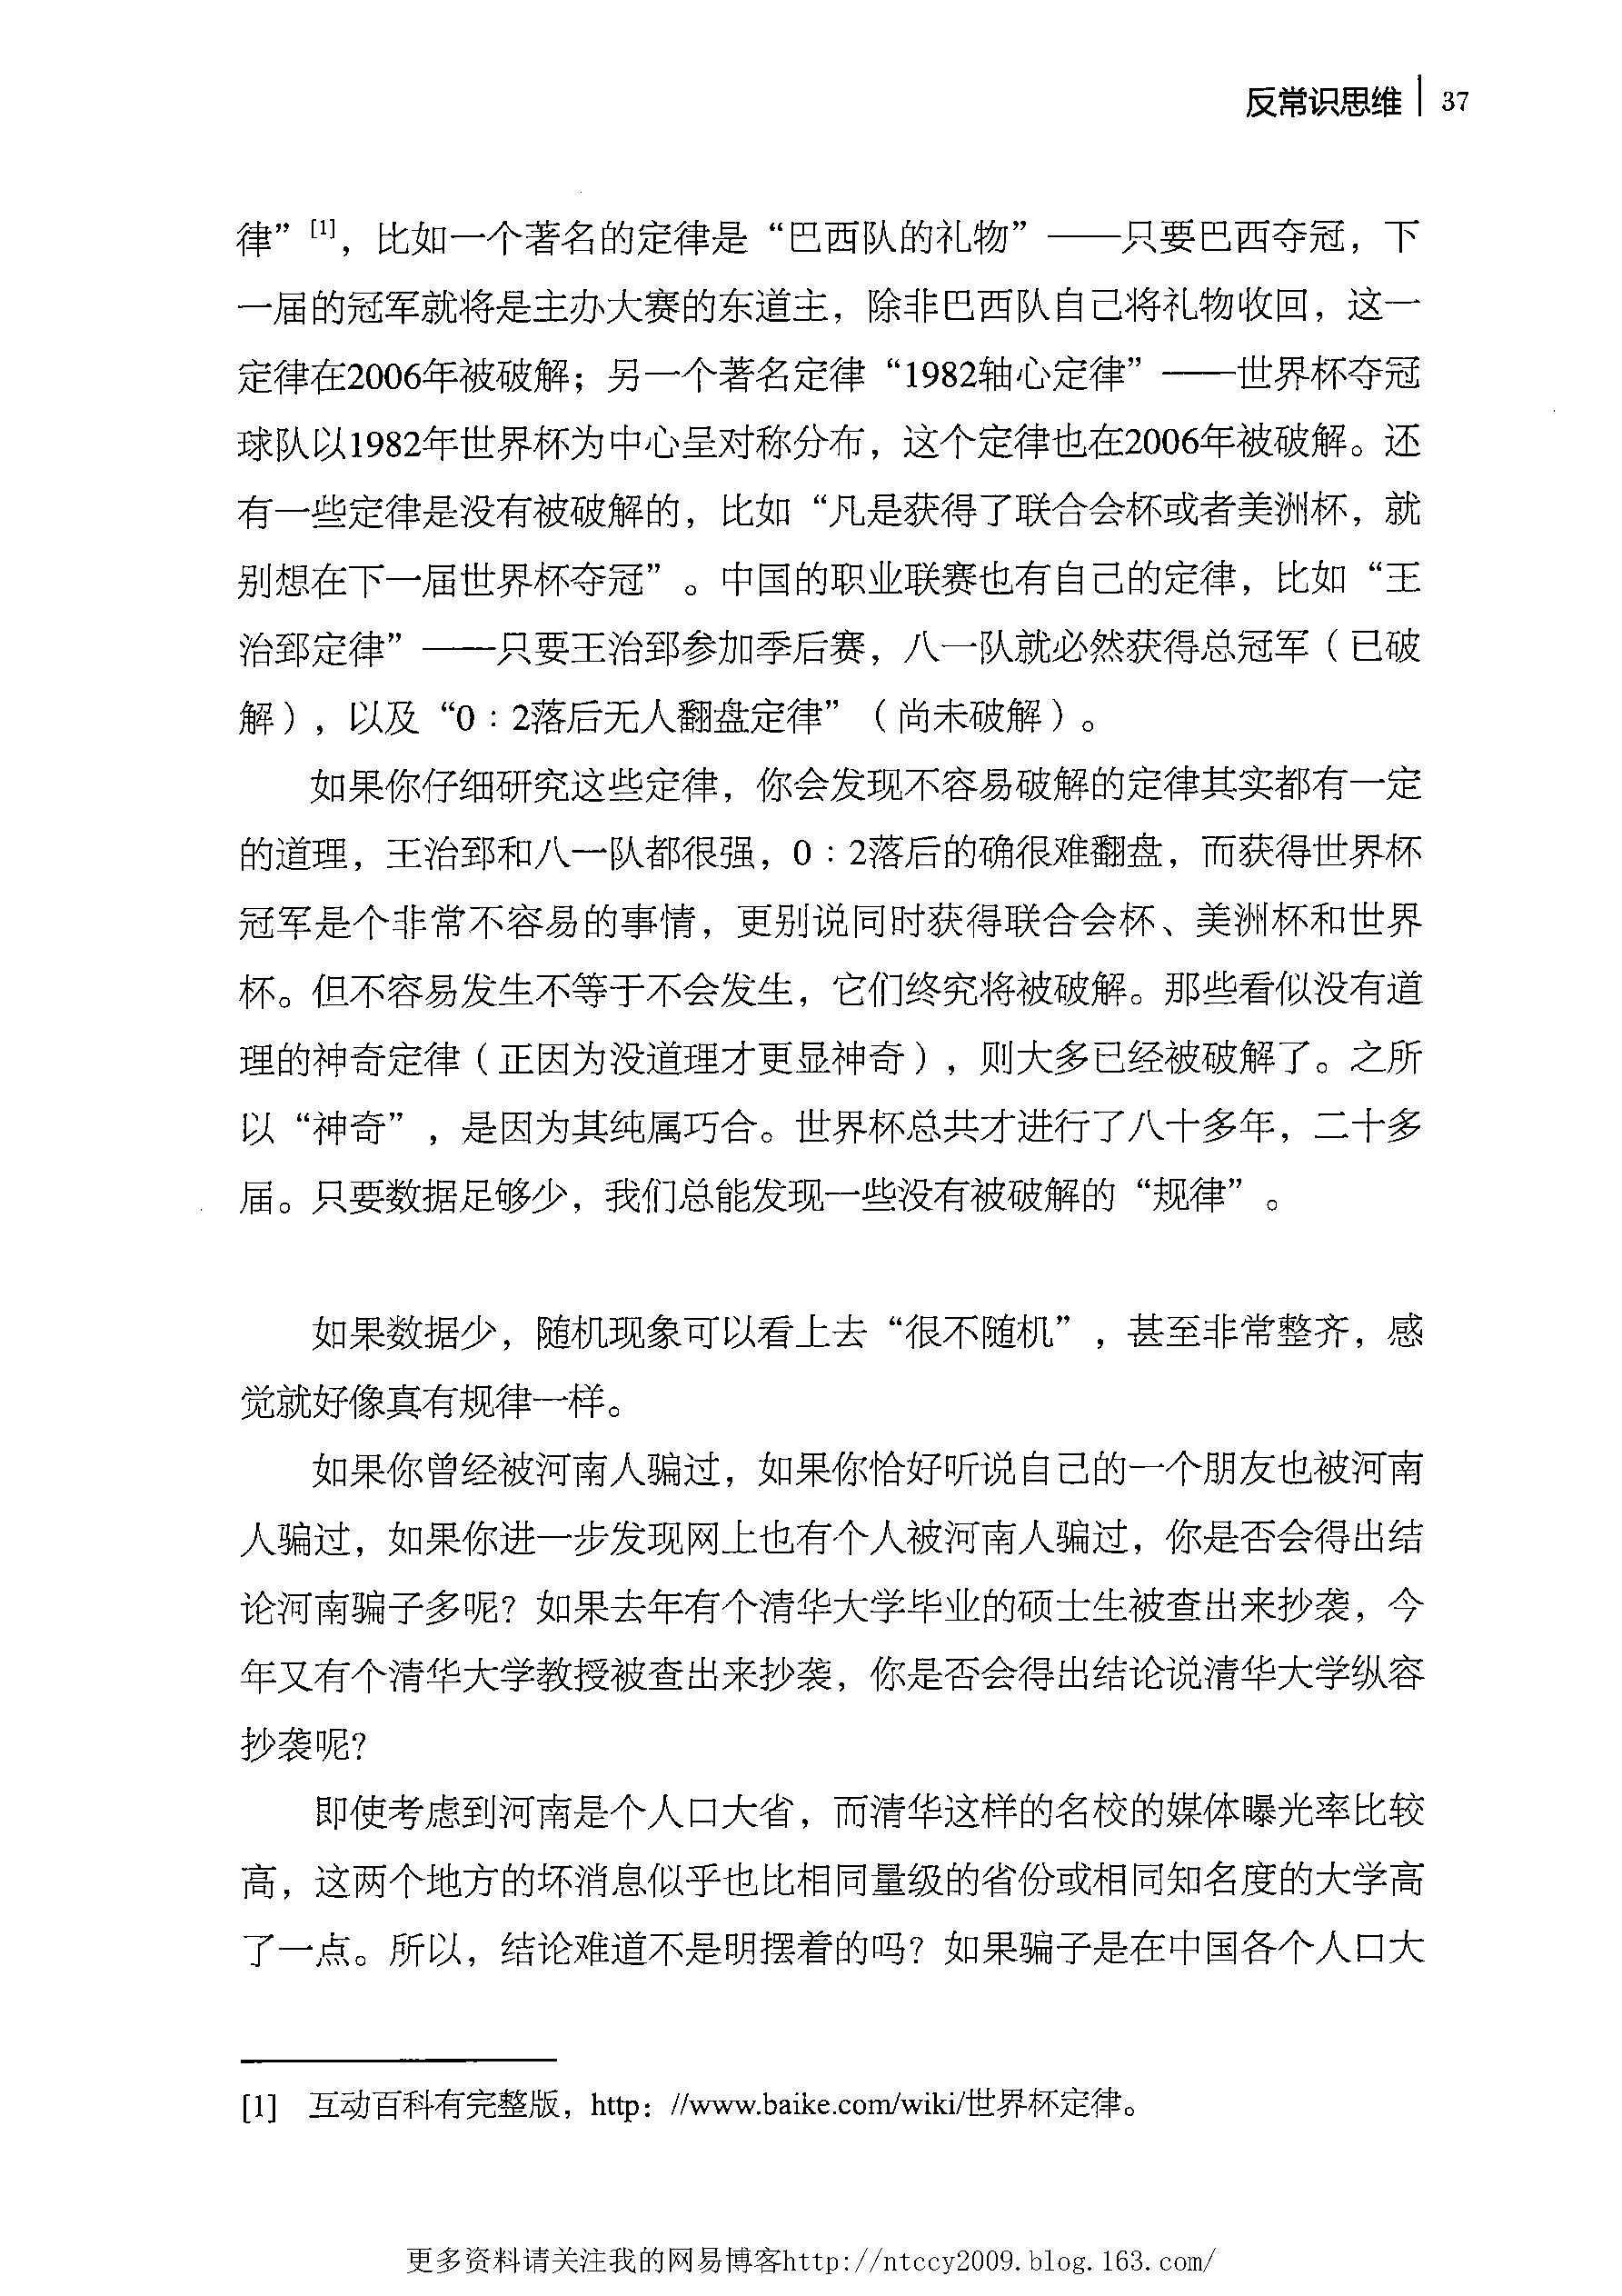 反常识思维 37
律”[1]，比如一个著名的定律是“巴西队的礼物”——只要巴西夺冠，下
一届的冠军就将是主办大赛的东道主，除非巴西队自己将礼物收回，这一
定律在2006年被破解；另一个著名定律“1982轴心定律”——世界杯夺冠
球队以1982年世界杯为中心呈对称分布，这个定律也在2006年被破解。还
有一些定律是没有被破解的，比如“凡是获得了联合会杯或者美洲杯，就
别想在下一届世界杯夺冠”。中国的职业联赛也有自己的定律，比如“王
治郅定律”——只要王治郅参加季后赛，八一队就必然获得总冠军（已破
解），以及“0：2落后无人翻盘定律”（尚未破解）。
如果你仔细研究这些定律，你会发现不容易破解的定律其实都有一定
的道理，王治郅和八一队都很强，0：2落后的确很难翻盘，而获得世界杯
冠军是个非常不容易的事情，更别说同时获得联合会杯、美洲杯和世界
杯。但不容易发生不等于不会发生，它们终究将被破解。那些看似没有道
理的神奇定律（正因为没道理才更显神奇），则大多已经被破解了。之所
以“神奇”，是因为其纯属巧合。世界杯总共才进行了八十多年，二十多
届。只要数据足够少，我们总能发现一些没有被破解的“规律”。
如果数据少，随机现象可以看上去“很不随机”，甚至非常整齐，感
觉就好像真有规律一样。
如果你曾经被河南人骗过，如果你恰好听说自己的一个朋友也被河南
人骗过，如果你进一步发现网上也有个人被河南人骗过，你是否会得出结
论河南骗子多呢？如果去年有个清华大学毕业的硕士生被查出来抄袭，今
年又有个清华大学教授被查出来抄袭，你是否会得出结论说清华大学纵容
抄袭呢？
即使考虑到河南是个人口大省，而清华这样的名校的媒体曝光率比较
高，这两个地方的坏消息似乎也比相同量级的省份或相同知名度的大学高
了一点。所以，结论难道不是明摆着的吗？如果骗子是在中国各个人口大
[1] 互动百科有完整版，http：//www.baike.com/wiki/世界杯定律。
更多资料请关注我的网易博客http://ntccy2009.blog.163.com/